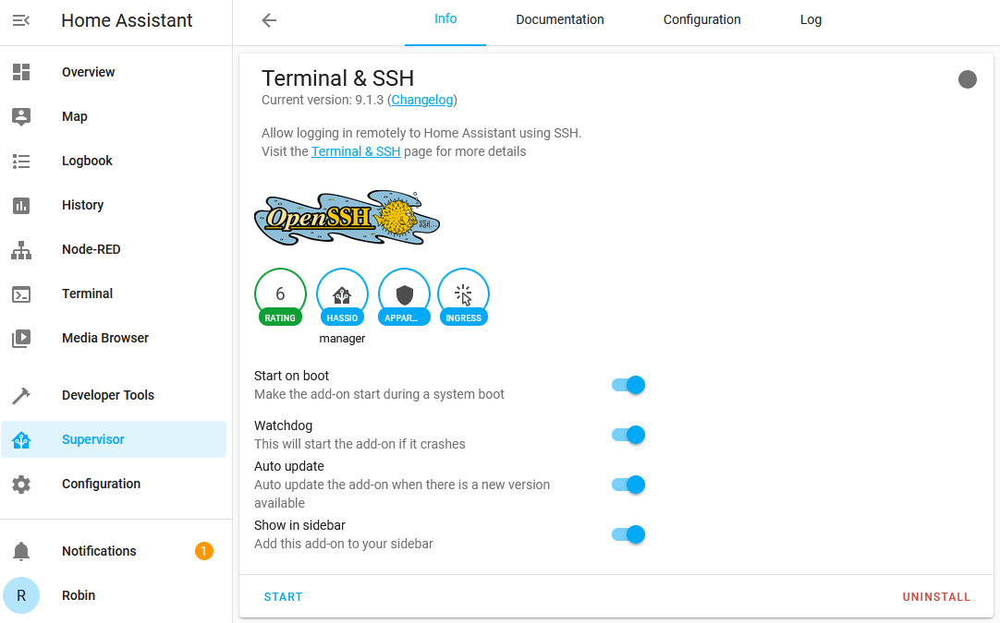 Home Assistant
Overview
Map
Logbook
History
Node-RED
Terminal
Media Browser
Developer Tools
Supervisor
Configuration
Notifications
1
R
Robin
Info
Documentation
Configuration
Log
Terminal & SSH
Current version: 9.1.3 (Changelog)
Allow logging in remotely to Home Assistant using SSH.
Visit the Terminal & SSH page for more details
OpenSSH
SSH...
6
RATING
HASSIO
manager
APPAR...
INGRESS
Start on boot
Make the add-on start during a system boot
Watchdog
This will start the add-on if it crashes
Auto update
Auto update the add-on when there is a new version
available
Show in sidebar
Add this add-on to your sidebar
START
UNINSTALL